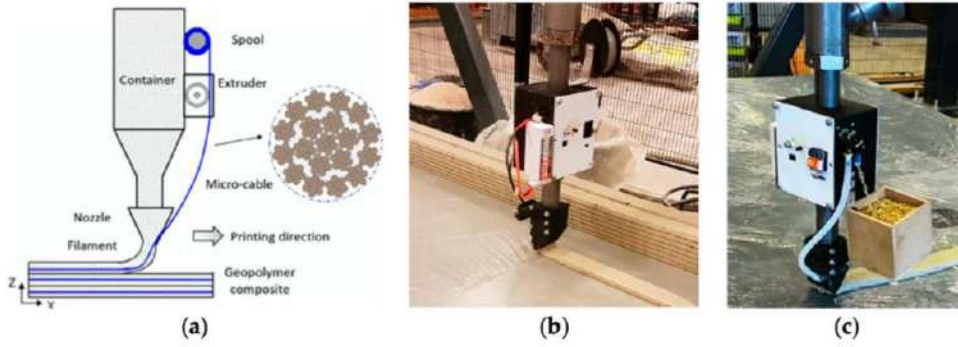 Spool
Container
Extruder
Micro-cable
Nozzle
Filament
Printing direction
Geopolymer
composite
Z
Y
(a)
(b)
(c)